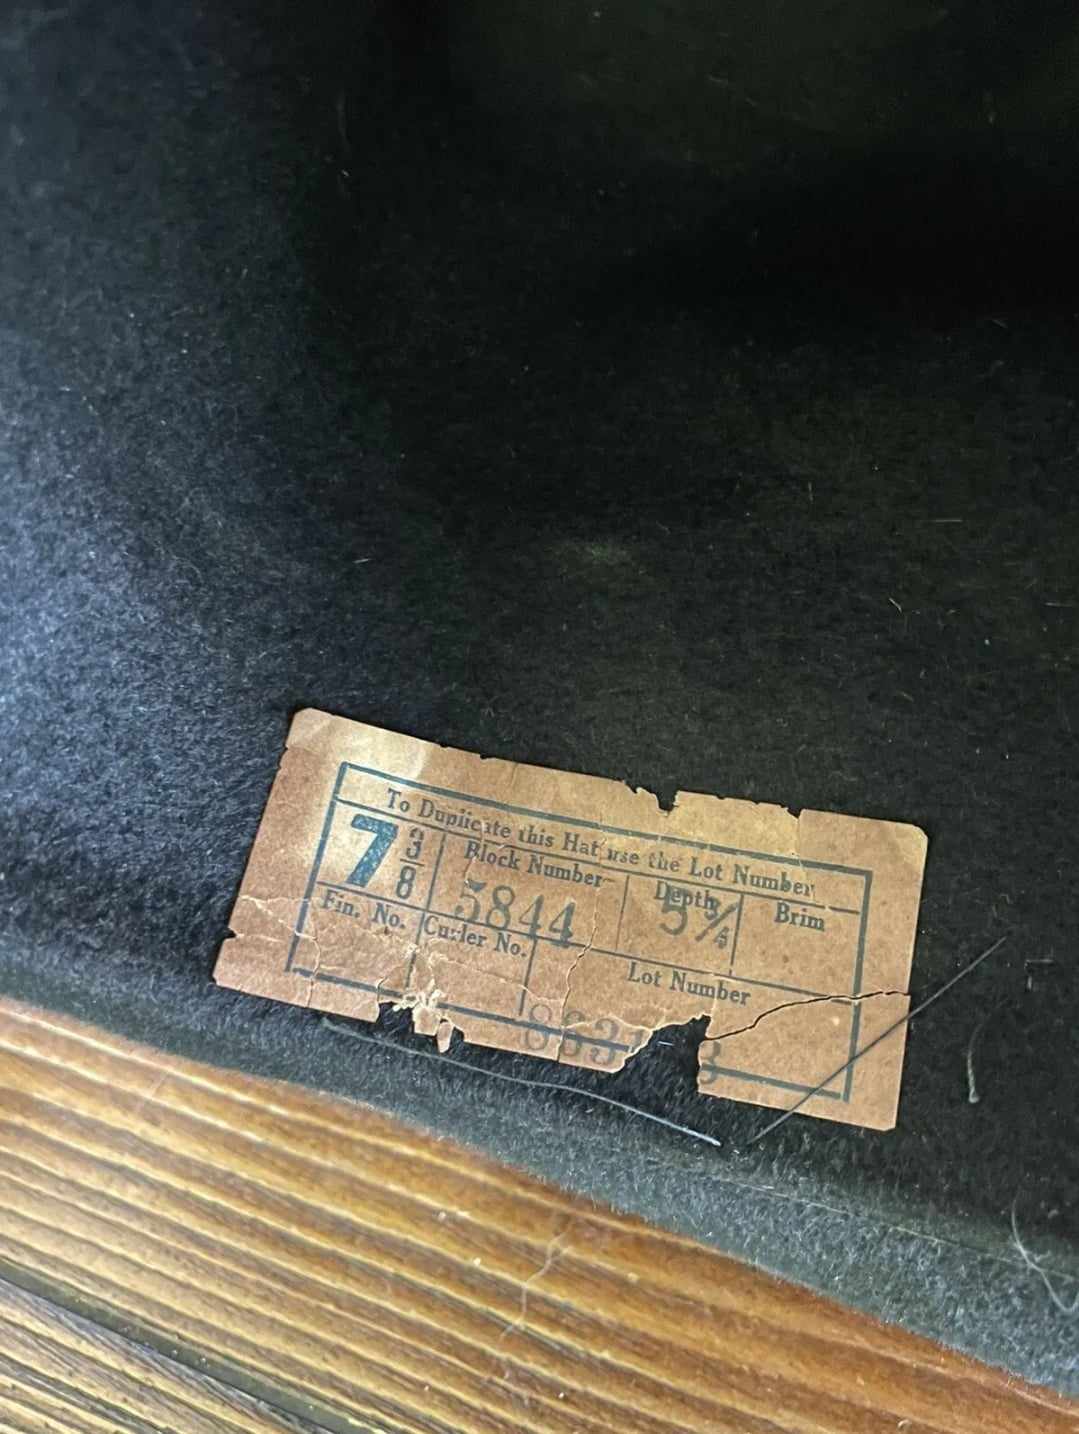 To Duplicate this Hat use the Lot Number
7 3/8 Block Number Depth Brim
5844 5 3/4
Fin. No. Curler No. Lot Number